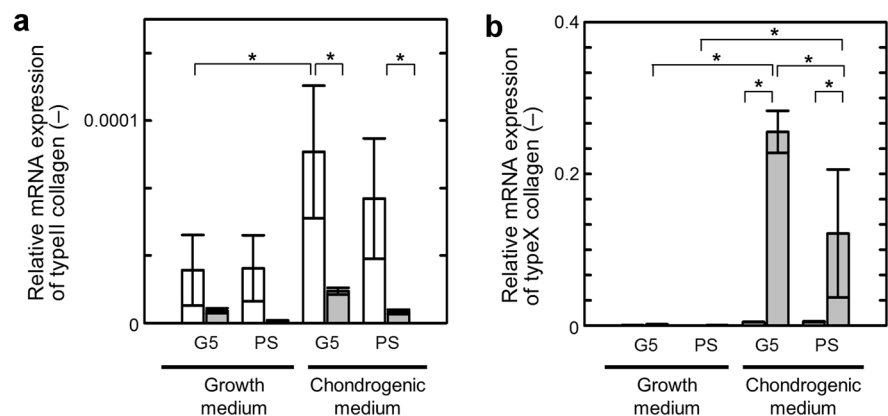 a
Relative mRNA expression
of typeII collagen (–)
0.0001
0
*
*
*
G5
PS
G5
PS
Growth
medium
Chondrogenic
medium
b
Relative mRNA expression
of typeX collagen (–)
0.4
0.2
0
*
*
*
*
*
G5
PS
G5
PS
Growth
medium
Chondrogenic
medium